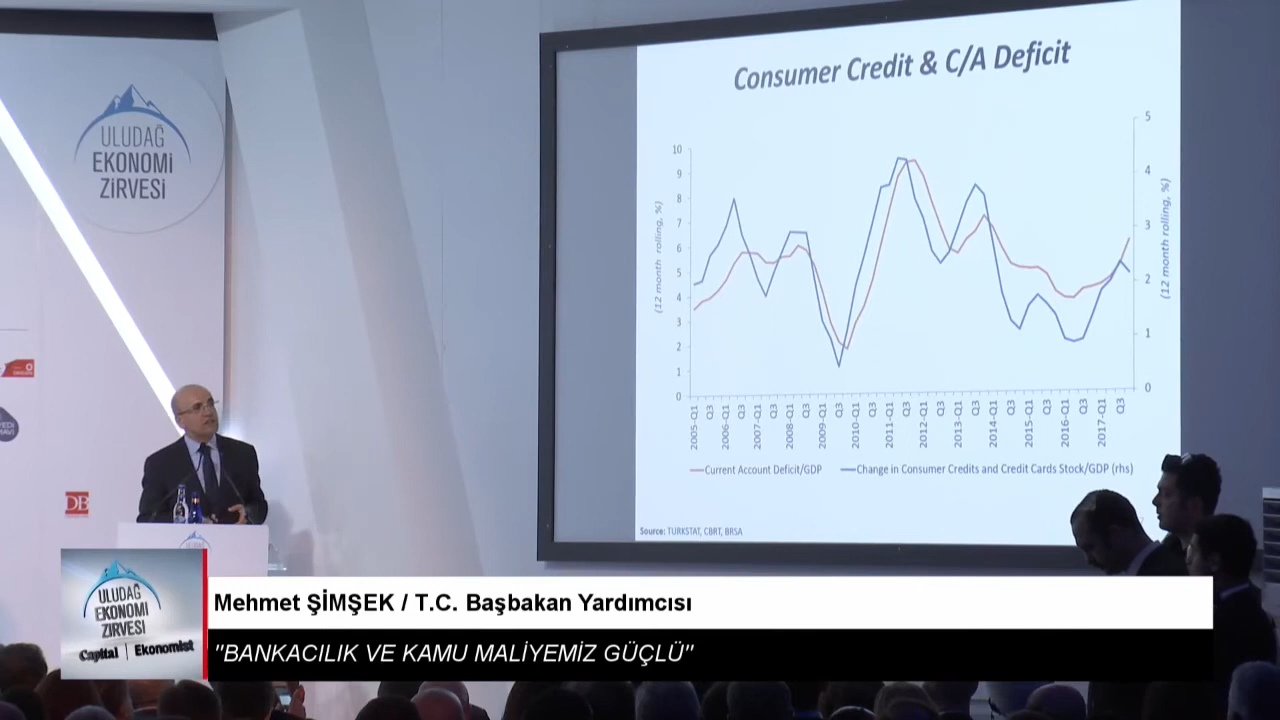 ULUDAĞ
EKONOMİ
ZİRVESİ
DB
Consumer Credit & C/A Deficit
(12 month rolling, %)
10
9
8
7
6
5
4
3
2
1
0
5
4
3
2
1
0
(12 month rolling, %)
2005-Q1
Q3
2006-Q1
Q3
2007-Q1
Q3
2008-Q1
Q3
2009-Q1
Q3
2010-Q1
Q3
2011-Q1
Q3
2012-Q1
Q3
2013-Q1
Q3
2014-Q1
Q3
2015-Q1
Q3
2016-Q1
Q3
2017-Q1
Q3
Current Account Deficit/GDP
Change in Consumer Credits and Credit Cards Stock/GDP (rhs)
Source: TURKSTAT, CBRT, BRSA
ULUDAĞ
EKONOMİ
ZIRVESİ
Capital | Ekonomist
Mehmet ŞİMŞEK / T.C. Başbakan Yardımcısı
"BANKACILIK VE KAMU MALİYEMİZ GÜÇLÜ"